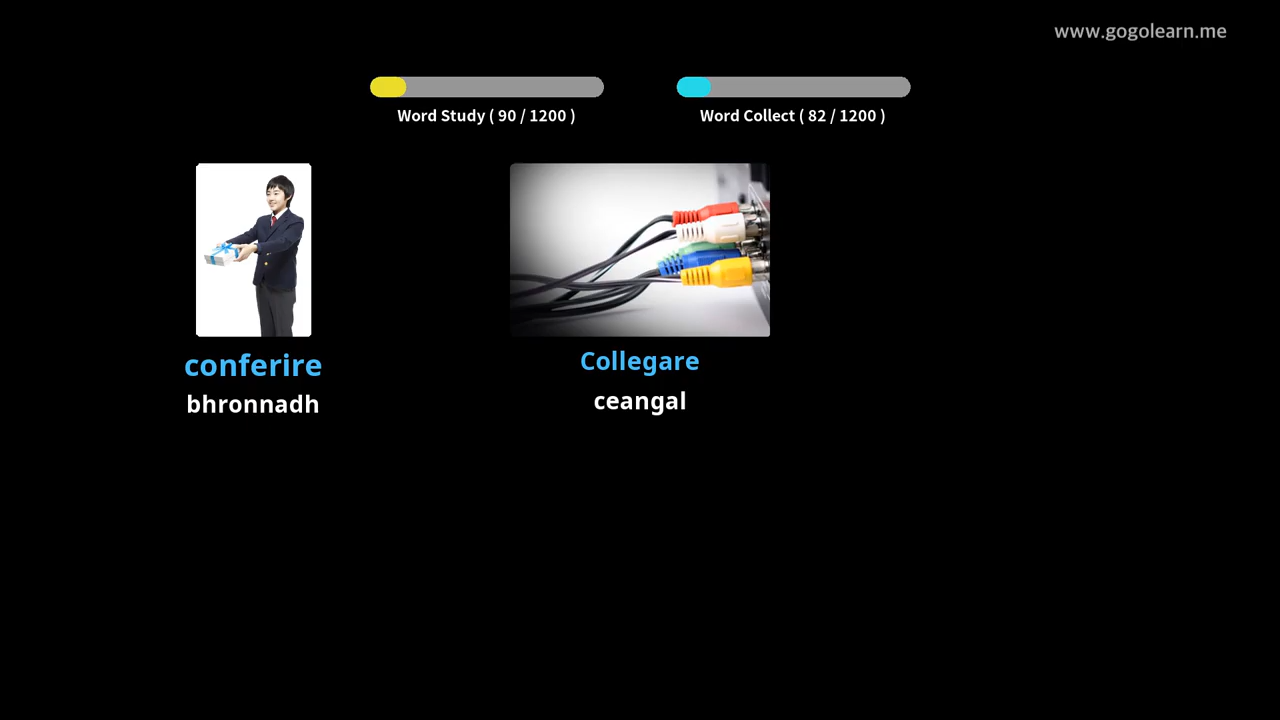 www.gogolearn.me
Word Study ( 90 / 1200 )
Word Collect ( 82 / 1200 )
conferire
bhronnadh
Collegare
ceangal